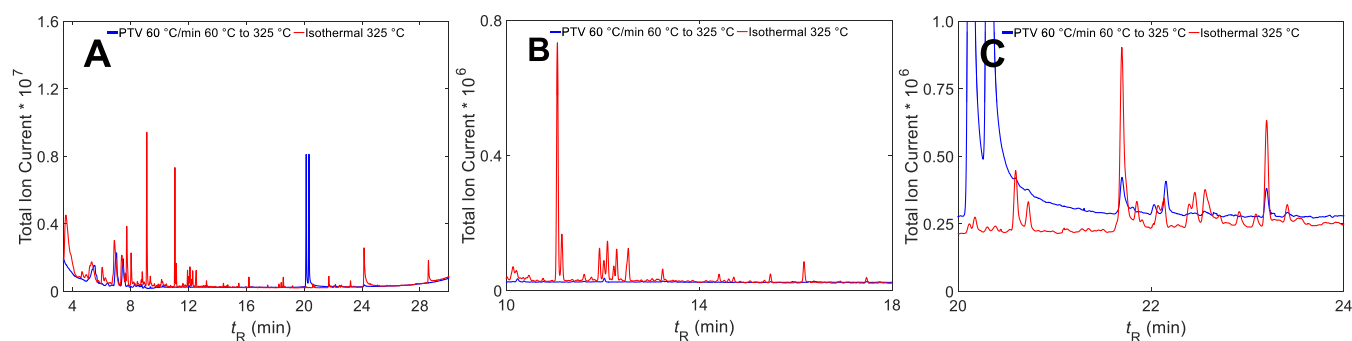 A
PTV 60 °C/min 60 °C to 325 °C Isothermal 325 °C
Total Ion Current * 10^7
1.6
1.2
0.8
0.4
0
4 8 12 16 20 24 28
t_R (min)
B
PTV 60 °C/min 60 °C to 325 °C Isothermal 325 °C
Total Ion Current * 10^6
0.8
0.4
0
10 14 18
t_R (min)
C
PTV 60 °C/min 60 °C to 325 °C Isothermal 325 °C
Total Ion Current * 10^6
1.0
0.75
0.50
0.25
0
20 22 24
t_R (min)